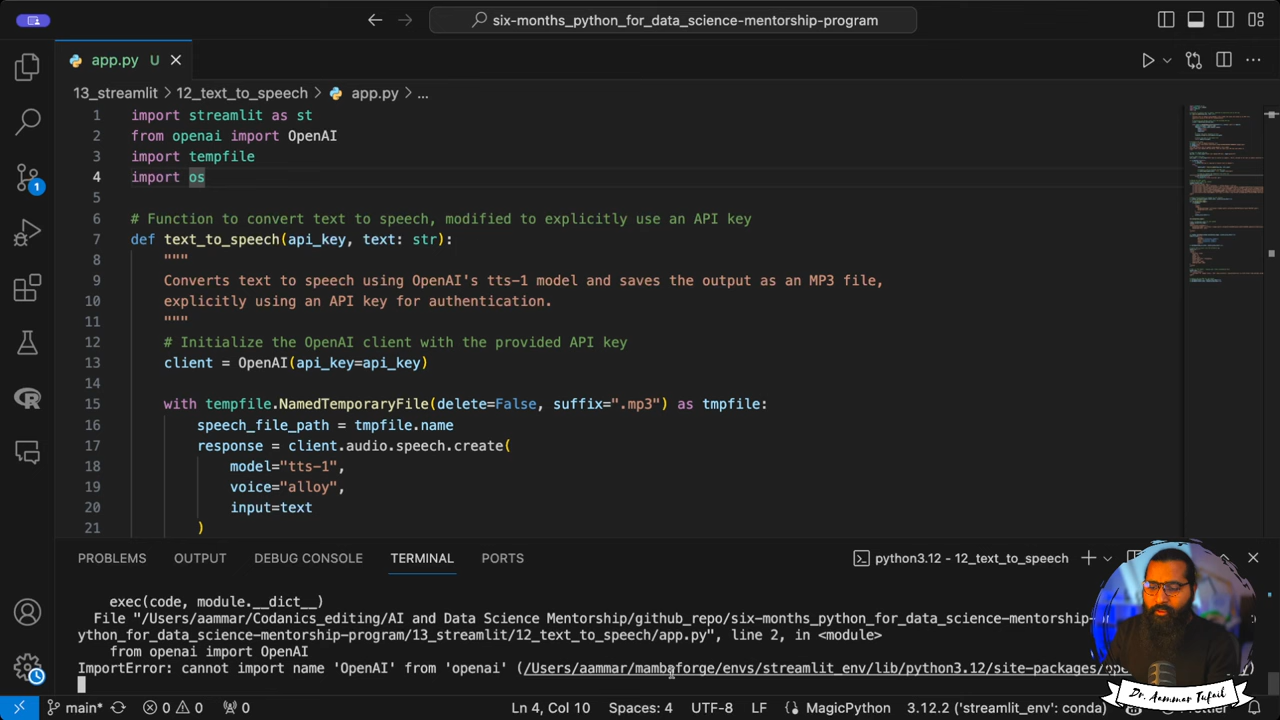 six-months_python_for_data_science-mentorship-program
app.py U
13_streamlit > 12_text_to_speech > app.py > ...
1 import streamlit as st
2 from openai import OpenAI
3 import tempfile
4 import os
5
6 # Function to convert text to speech, modified to explicitly use an API key
7 def text_to_speech(api_key, text: str):
8 """
9 Converts text to speech using OpenAI's tts-1 model and saves the output as an MP3 file,
10 explicitly using an API key for authentication.
11 """
12 # Initialize the OpenAI client with the provided API key
13 client = OpenAI(api_key=api_key)
14
15 with tempfile.NamedTemporaryFile(delete=False, suffix=".mp3") as tmpfile:
16 speech_file_path = tmpfile.name
17 response = client.audio.speech.create(
18 model="tts-1",
19 voice="alloy",
20 input=text
21 )
PROBLEMS OUTPUT DEBUG CONSOLE TERMINAL PORTS python3.12 - 12_text_to_speech
exec(code, module.__dict__)
File "/Users/aammar/Codanics_editing/AI and Data Science Mentorship/github_repo/six-months_python_for_data_science-mentorship-
ython_for_data_science-mentorship-program/13_streamlit/12_text_to_speech/app.py", line 2, in <module>
from openai import OpenAI
ImportError: cannot import name 'OpenAI' from 'openai' (/Users/aammar/mambaforge/envs/streamlit_env/lib/python3.12/site-packages/
Dr. Aammar Tufail
main* 0 0 0 Ln 4, Col 10 Spaces: 4 UTF-8 LF MagicPython 3.12.2 ('streamlit_env': conda) Prettier
1